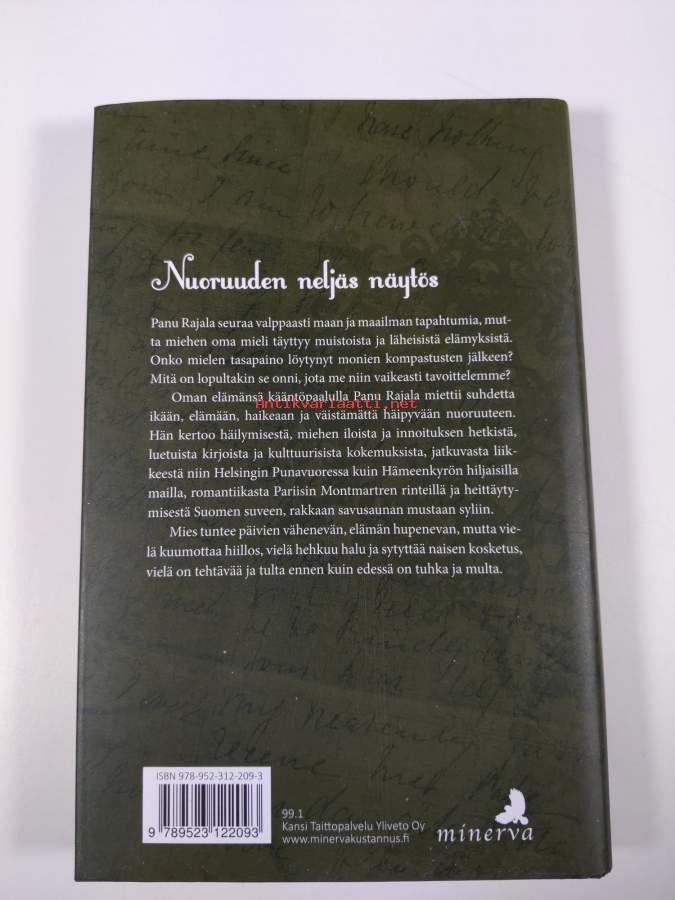 have nothing
should be
Nuoruuden neljäs näytös
Panu Rajala seuraa valppaasti maan ja maailman tapahtumia, mut-
ta miehen oma mieli täyttyy muistoista ja läheisistä elämyksistä.
Onko mielen tasapaino löytynyt monien kompastusten jälkeen?
Mitä on lopultakin se onni, jota me niin vaikeasti tavoittelemme?
Oman elämänsä kääntöpaalulla Panu Rajala miettii suhdetta
Antikvariaatti.net
ikään, elämään, haikeaan ja väistämättä häipyvään nuoruuteen.
Hän kertoo häilymisestä, miehen iloista ja innoituksen hetkistä,
luetuista kirjoista ja kulttuurisista kokemuksista, jatkuvasta liik-
keestä niin Helsingin Punavuoressa kuin Hämeenkyrön hiljaisilla
mailla, romantiikasta Pariisin Montmartren rinteillä ja heittäyty-
misestä Suomen suveen, rakkaan savusaunan mustaan syliin.
Mies tuntee päivien vähenevän, elämän hupenevan, mutta vie-
lä kuumottaa hiillos, vielä hehkuu halu ja sytyttää naisen kosketus,
vielä on tehtävää ja tulta ennen kuin edessä on tuhka ja multa.
ISBN 978-952-312-209-3
9 789523 122093
99.1
Kansi Taittopalvelu Yliveto Oy
www.minervakustannus.fi
minerva